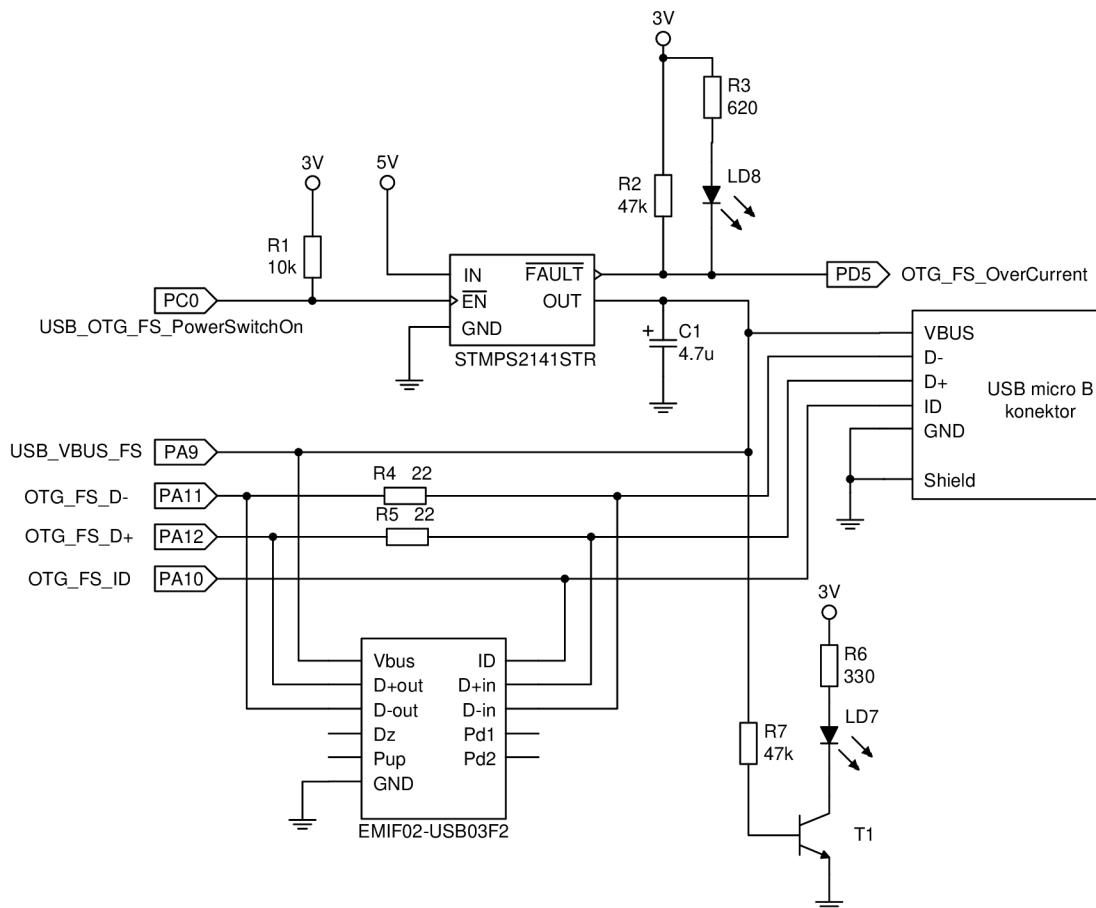 3V
R3
620
LD8
R2
47k
3V
5V
R1
10k
IN
FAULT
EN
OUT
GND
STMPS2141STR
PC0
USB_OTG_FS_PowerSwitchOn
PD5
OTG_FS_OverCurrent
+
C1
4.7u
VBUS
D-
D+
ID
GND
Shield
USB micro B
konektor
USB_VBUS_FS
PA9
OTG_FS_D-
PA11
R4 22
OTG_FS_D+
PA12
R5 22
OTG_FS_ID
PA10
Vbus
D+out
D-out
Dz
Pup
GND
ID
D+in
D-in
Pd1
Pd2
EMIF02-USB03F2
3V
R6
330
LD7
R7
47k
T1